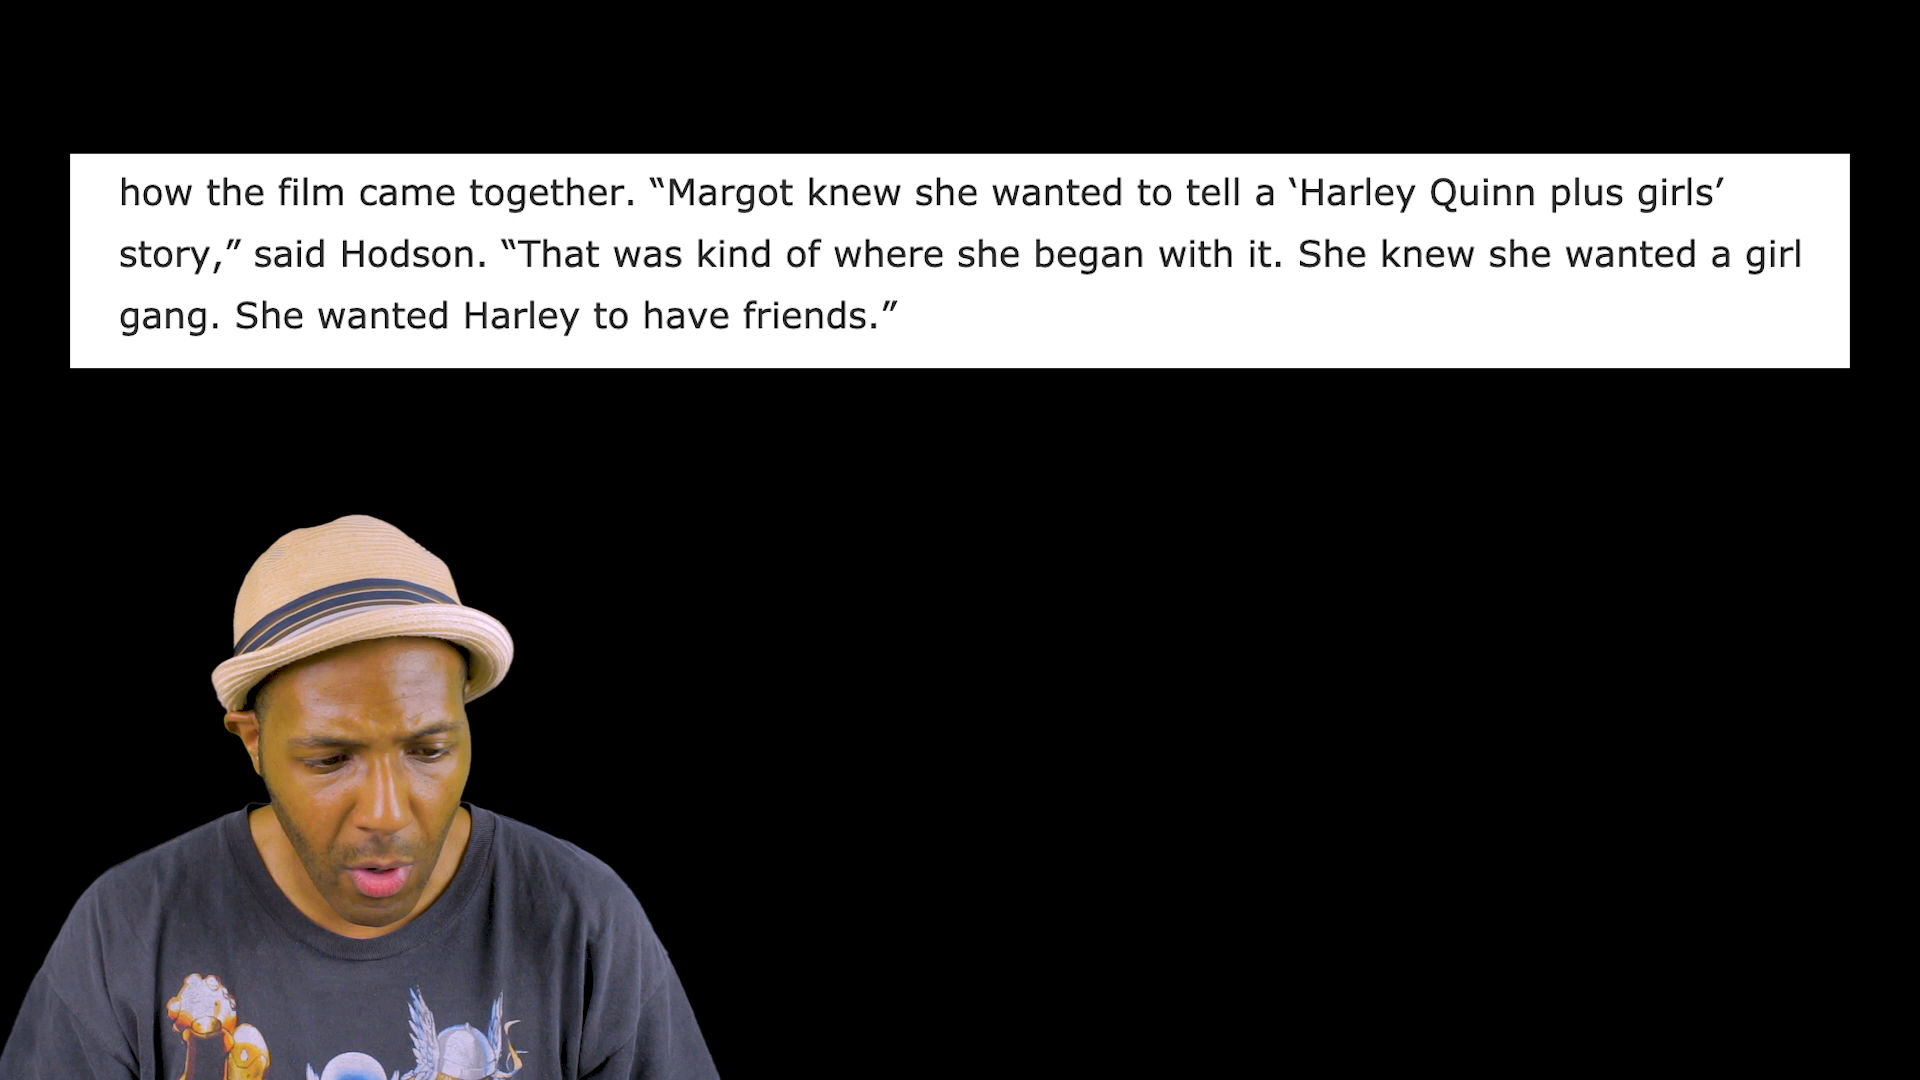 how the film came together. “Margot knew she wanted to tell a ‘Harley Quinn plus girls’
story,” said Hodson. “That was kind of where she began with it. She knew she wanted a girl
gang. She wanted Harley to have friends.”